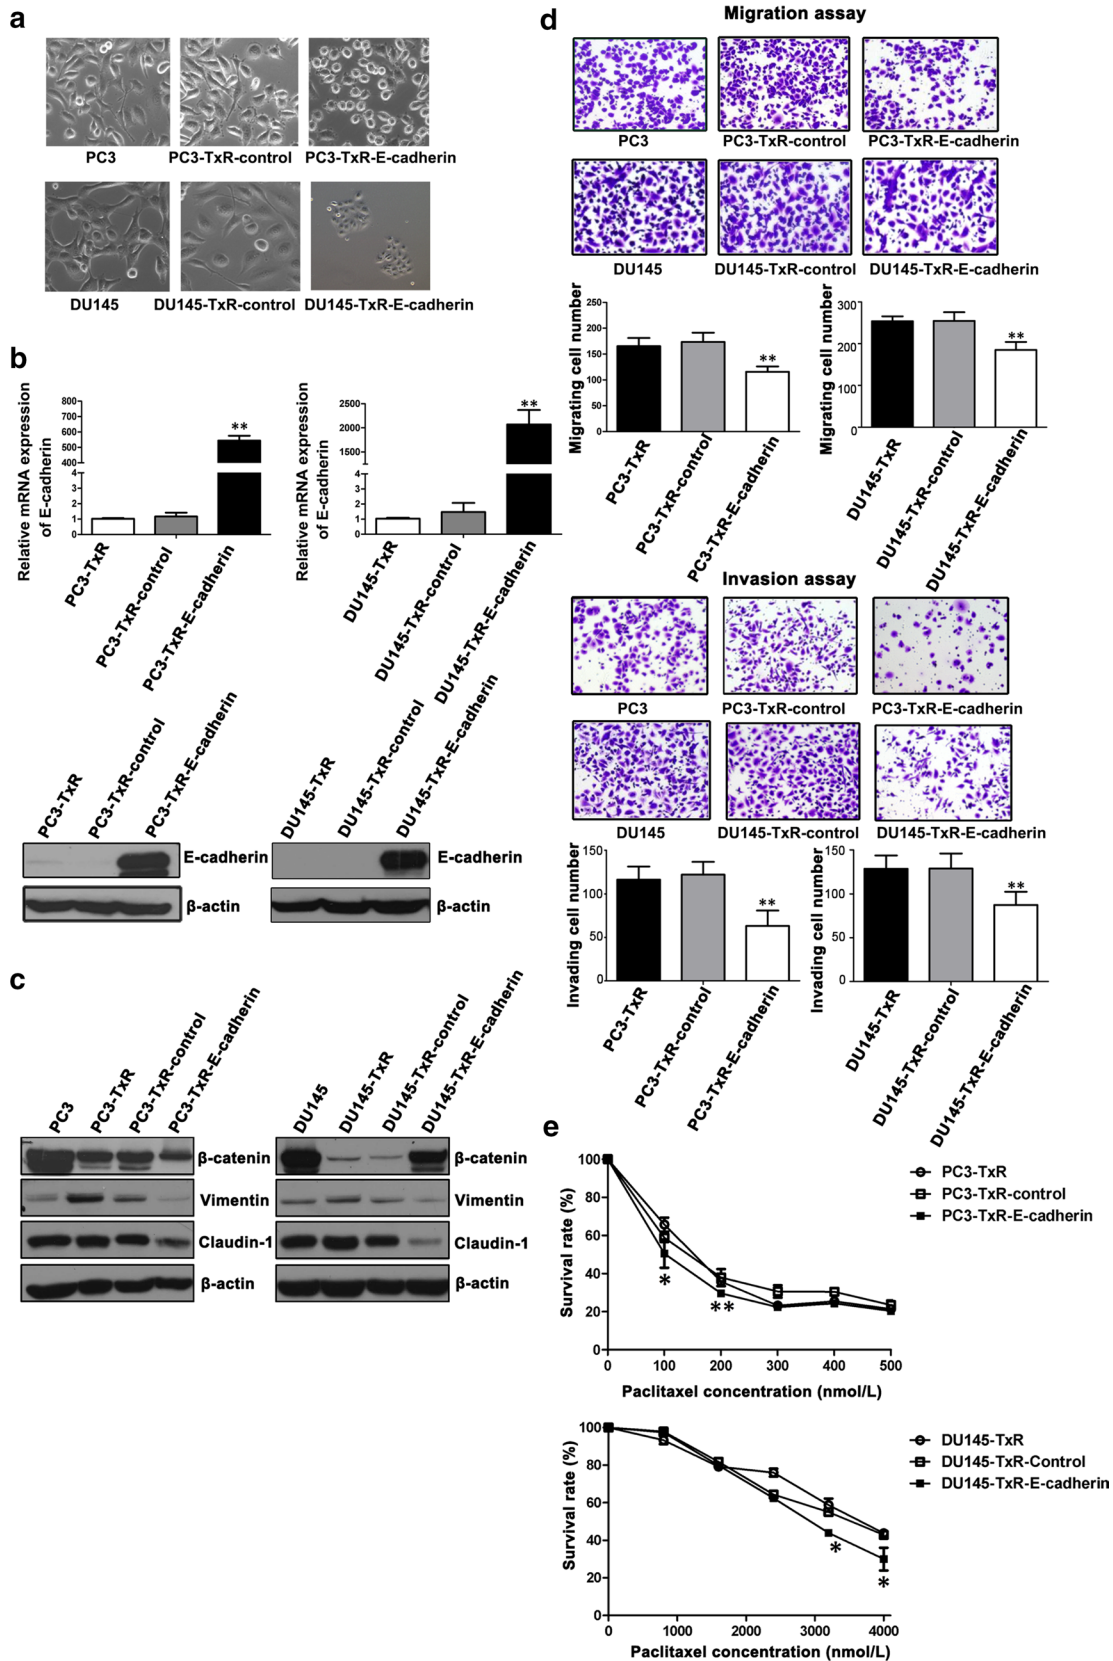 a
PC3 PC3-TxR-control PC3-TxR-E-cadherin
DU145 DU145-TxR-control DU145-TxR-E-cadherin
b
Relative mRNA expression
of E-cadherin
800
700
600
500
400
4
3
2
1
0
**
PC3-TxR
PC3-TxR-control
PC3-TxR-E-cadherin
Relative mRNA expression
of E-cadherin
2500
2000
1500
4
3
2
1
0
**
DU145-TxR
DU145-TxR-control
DU145-TxR-E-cadherin
PC3-TxR
PC3-TxR-control
PC3-TxR-E-cadherin
E-cadherin
β-actin
DU145-TxR
DU145-TxR-control
DU145-TxR-E-cadherin
E-cadherin
β-actin
c
PC3
PC3-TxR
PC3-TxR-control
PC3-TxR-E-cadherin
β-catenin
Vimentin
Claudin-1
β-actin
DU145
DU145-TxR
DU145-TxR-control
DU145-TxR-E-cadherin
β-catenin
Vimentin
Claudin-1
β-actin
d
Migration assay
PC3 PC3-TxR-control PC3-TxR-E-cadherin
DU145 DU145-TxR-control DU145-TxR-E-cadherin
Migrating cell number
250
200
150
100
50
0
**
PC3-TxR
PC3-TxR-control
PC3-TxR-E-cadherin
Migrating cell number
300
200
100
0
**
DU145-TxR
DU145-TxR-control
DU145-TxR-E-cadherin
Invasion assay
PC3 PC3-TxR-control PC3-TxR-E-cadherin
DU145 DU145-TxR-control DU145-TxR-E-cadherin
Invading cell number
150
100
50
0
**
PC3-TxR
PC3-TxR-control
PC3-TxR-E-cadherin
Invading cell number
150
100
50
0
**
DU145-TxR
DU145-TxR-control
DU145-TxR-E-cadherin
e
Survival rate (%)
100
80
60
40
20
0
*
**
0 100 200 300 400 500
Paclitaxel concentration (nmol/L)
PC3-TxR
PC3-TxR-control
PC3-TxR-E-cadherin
Survival rate (%)
100
80
60
40
20
0
*
*
0 1000 2000 3000 4000
Paclitaxel concentration (nmol/L)
DU145-TxR
DU145-TxR-Control
DU145-TxR-E-cadherin